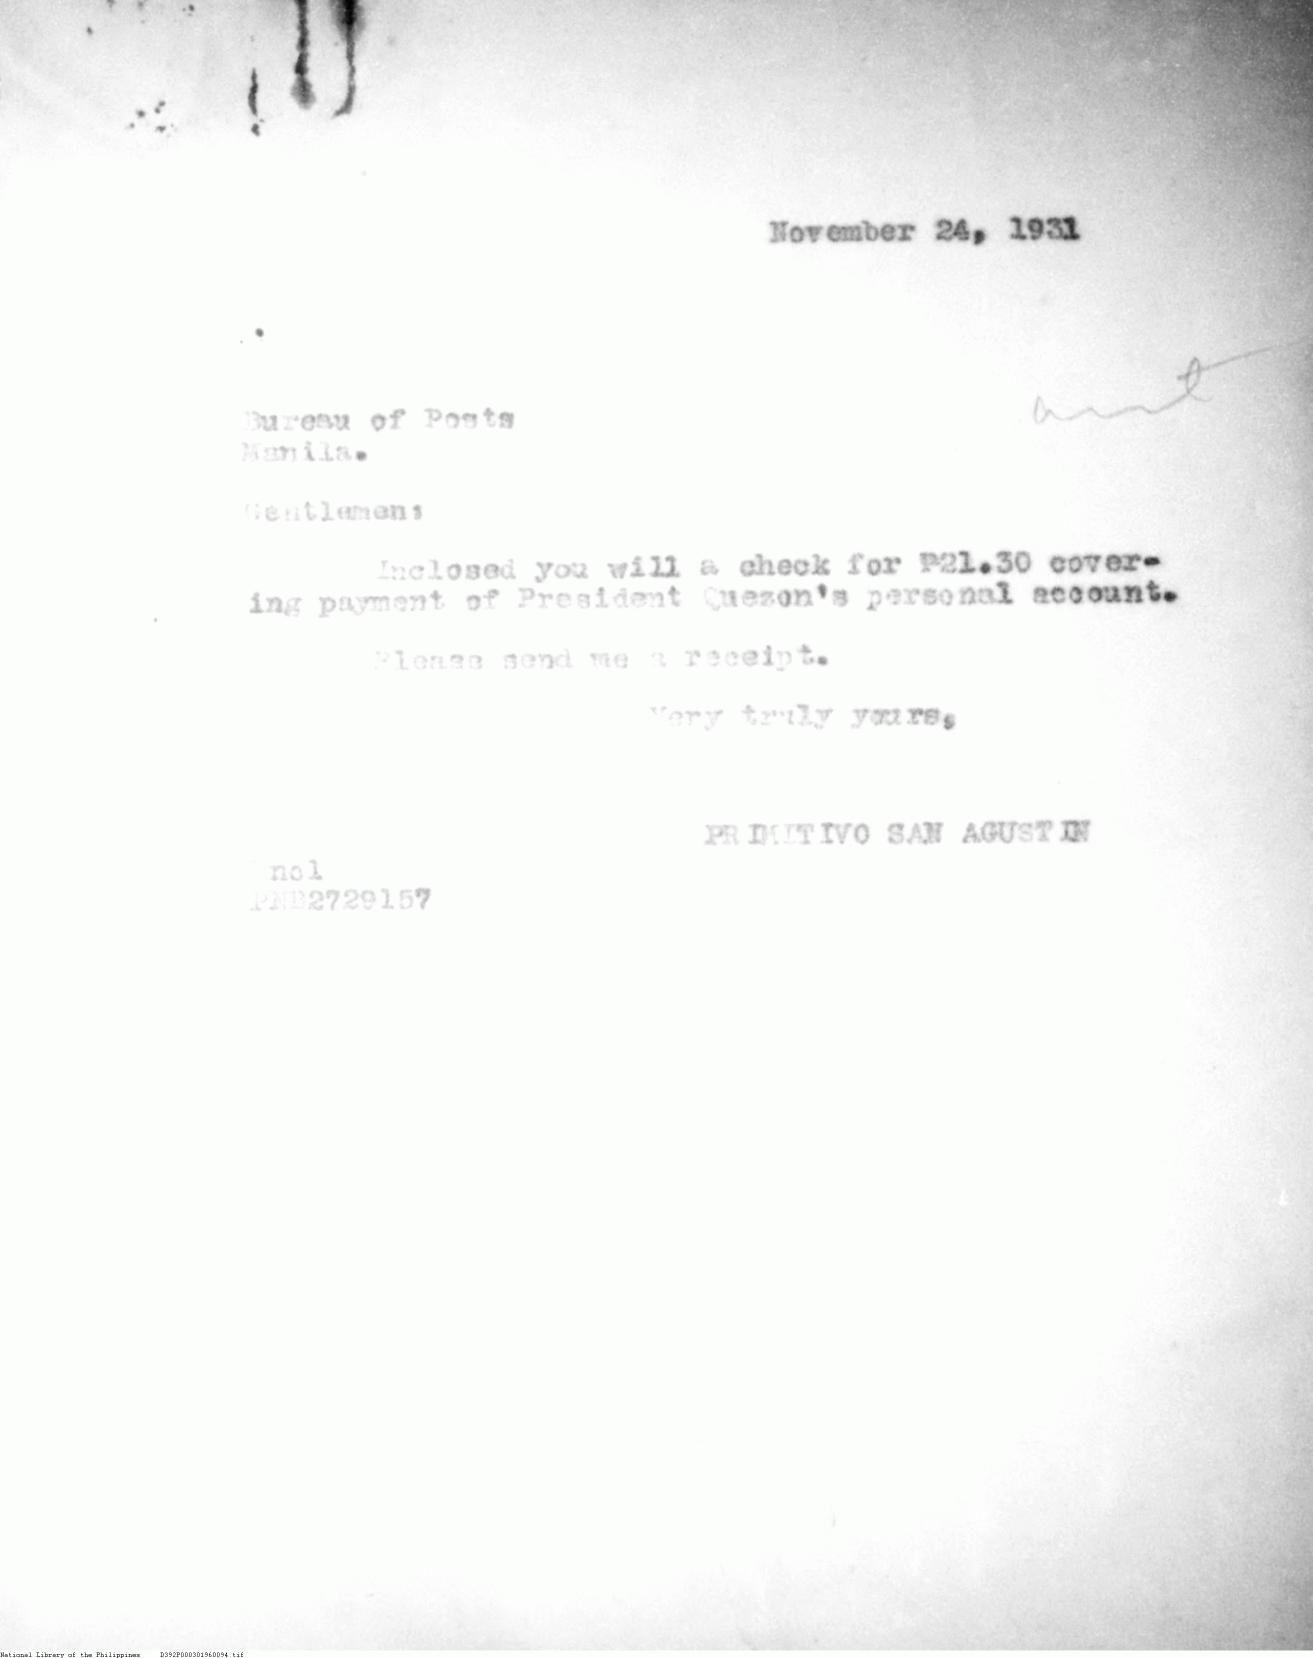 November 24, 1931
Bureau of Posts
Manila.
Gentlemen:
Inclosed you will a check for ₱21.30 cover-
ing payment of President Quezon's personal account.
Please send me a receipt.
Very truly yours,
PRIMITIVO SAN AGUSTIN
PNB2729157
National Library of the Philippines D392P000301960094.tif